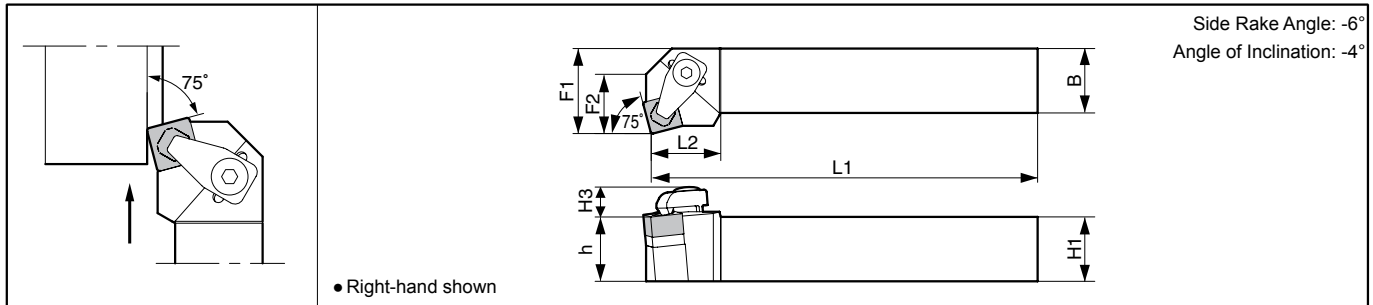 Side Rake Angle: -6°
Angle of Inclination: -4°
75°
F1
F2
75°
B
L2
L1
H3
h
H1
● Right-hand shown